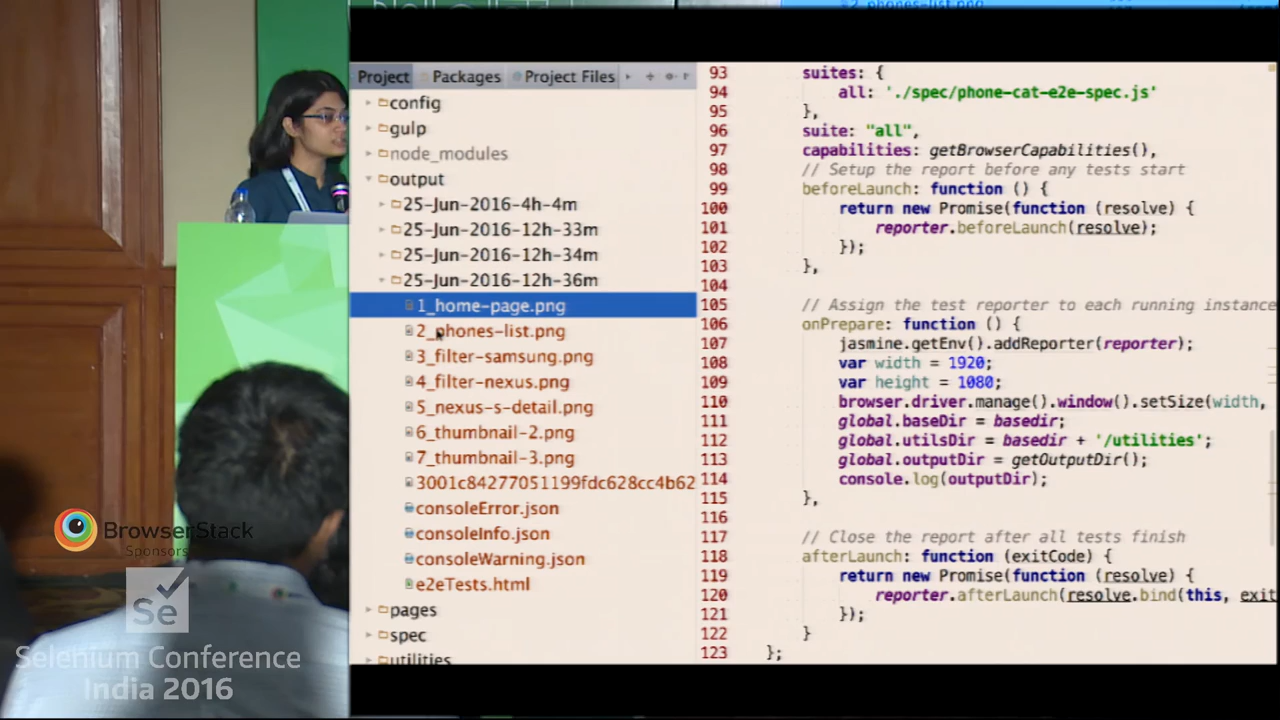 2_phones-list.png
Project Packages Project Files
config
gulp
node_modules
output
25-Jun-2016-4h-4m
25-Jun-2016-12h-33m
25-Jun-2016-12h-34m
25-Jun-2016-12h-36m
1_home-page.png
2_phones-list.png
3_filter-samsung.png
4_filter-nexus.png
5_nexus-s-detail.png
6_thumbnail-2.png
7_thumbnail-3.png
3001c84277051199fdc628cc4b62
consoleError.json
consoleInfo.json
consoleWarning.json
e2eTests.html
pages
spec
utilities
93 suites: {
94 all: './spec/phone-cat-e2e-spec.js'
95 },
96 suite: "all",
97 capabilities: getBrowserCapabilities(),
98 // Setup the report before any tests start
99 beforeLaunch: function () {
100 return new Promise(function (resolve) {
101 reporter.beforeLaunch(resolve);
102 });
103 },
104
105 // Assign the test reporter to each running instance
106 onPrepare: function () {
107 jasmine.getEnv().addReporter(reporter);
108 var width = 1920;
109 var height = 1080;
110 browser.driver.manage().window().setSize(width,
111 global.baseDir = basedir;
112 global.utilsDir = basedir + '/utilities';
113 global.outputDir = getOutputDir();
114 console.log(outputDir);
115 },
116
117 // Close the report after all tests finish
118 afterLaunch: function (exitCode) {
119 return new Promise(function (resolve) {
120 reporter.afterLaunch(resolve.bind(this, exit
121 });
122 }
123 };
BrowserStack
Sponsors
Se
Selenium Conference
India 2016